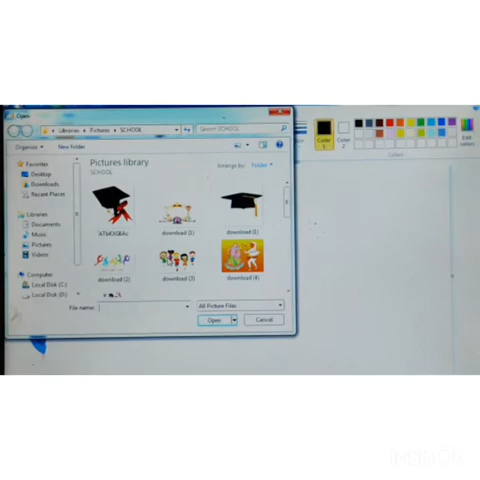 Open
Libraries ▸ Pictures ▸ SCHOOL
Search SCHOOL
Organize
New folder
Favorites
Desktop
Downloads
Recent Places
Libraries
Documents
Music
Pictures
Videos
Computer
Local Disk (C:)
Local Disk (D:)
Pictures library
SCHOOL
Arrange by: Folder
download (1)
download (1)
download (2)
download (3)
download (4)
File name:
All Picture Files
Open
Cancel
Color
1
Color
2
Edit
colors
Colors